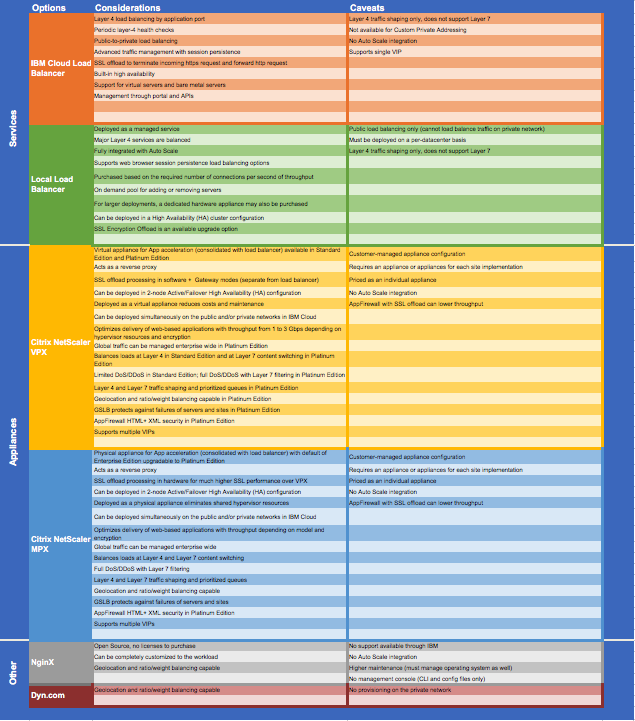 Options Considerations Caveats
Services
IBM Cloud Load Balancer
Layer 4 load balancing by application port
Layer 4 traffic shaping only, does not support Layer 7
Periodic layer-4 health checks
Not available for Custom Private Addressing
Public-to-private load balancing
No Auto Scale integration
Advanced traffic management with session persistence
Supports single VIP
SSL offload to terminate incoming https request and forward http request
Built-in high availability
Support for virtual servers and bare metal servers
Management through portal and APIs
Local Load Balancer
Deployed as a managed service
Public load balancing only (cannot load balance traffic on private network)
Major Layer 4 services are balanced
Must be deployed on a per-datacenter basis
Fully integrated with Auto Scale
Layer 4 traffic shaping only, does not support Layer 7
Supports web browser session persistence load balancing options
Purchased based on the required number of connections per second of throughput
On demand pool for adding or removing servers
For larger deployments, a dedicated hardware appliance may also be purchased
Can be deployed in a High Availability (HA) cluster configuration
SSL Encryption Offload is an available upgrade option
Appliances
Citrix NetScaler VPX
Virtual appliance for App acceleration (consolidated with load balancer) available in Standard Edition and Platinum Edition
Customer-managed appliance configuration
Acts as a reverse proxy
Requires an appliance or appliances for each site implementation
SSL offload processing in software + Gateway modes (seperate from load balancer)
Priced as an individual appliance
Can be deployed in 2-node Active/Failover High Availability (HA) configuration
No Auto Scale integration
Deployed as a virtual appliance reduces costs and maintenance
AppFirewall with SSL offload can lower throughput
Can be deployed simultaneously on the public and/or private networks in IBM Cloud
Optimizes delivery of web-based applications with throughput from 1 to 3 Gbps depending on hypervisor resources and encryption
Global traffic can be managed enterprise wide in Platinum Edition
Balances loads at Layer 4 in Standard Edition and at Layer 7 content switching in Platinum Edition
Limited DoS/DDoS in Standard Edition; full DoS/DDoS with Layer 7 filtering in Platinum Edition
Layer 4 and Layer 7 traffic shaping and prioritized queues in Platinum Edition
Geolocation and ratio/weight balancing capable in Platinum Edition
GSLB protects against failures of servers and sites in Platinum Edition
AppFirewall HTML+ XML security in Platinum Edition
Supports multiple VIPs
Citrix NetScaler MPX
Physical appliance for App acceleration (consolidated with load balancer) with default of Enterprise Edition upgradable to Platinum Edition
Customer-managed appliance configuration
Acts as a reverse proxy
Requires an appliance or appliances for each site implementation
SSL offload processing in hardware for much higher SSL performance over VPX
Priced as an individual appliance
Can be deployed in 2-node Active/Failover High Availability (HA) configuration
No Auto Scale integration
Deployed as a physical appliance eliminates shared hypervisor resources
AppFirewall with SSL offload can lower throughput
Can be deployed simultaneously on the public and/or private networks in IBM Cloud
Optimizes delivery of web-based applications with throughput depending on model and encryption
Global traffic can be managed enterprise wide
Balances loads at Layer 4 and Layer 7 content switching
Full DoS/DDoS with Layer 7 filtering
Layer 4 and Layer 7 traffic shaping and prioritized queues
Geolocation and ratio/weight balancing capable
GSLB protects against failures of servers and sites
AppFirewall HTML+ XML security in Platinum Edition
Supports multiple VIPs
Other
NginX
Open Source, no licenses to purchase
No support available through IBM
Can be completely customized to the workload
No Auto Scale integration
Geolocation and ratio/weight balancing capable
Higher maintenance (must manage operating system as well)
No management console (CLI and config files only)
Dyn.com
Geolocation and ratio/weight balancing capable
No provisioning on the private network